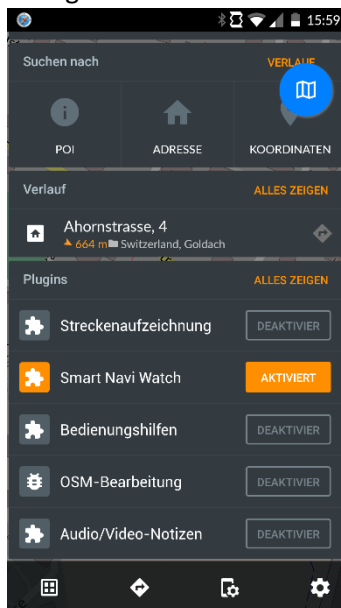 15:59
Suchen nach
VERLAUF
POI
ADRESSE
KOORDINATEN
Verlauf
ALLES ZEIGEN
Ahornstrasse, 4
664 m Switzerland, Goldach
Plugins
ALLES ZEIGEN
Streckenaufzeichnung
DEAKTIVIER
Smart Navi Watch
AKTIVIERT
Bedienungshilfen
DEAKTIVIER
OSM-Bearbeitung
DEAKTIVIER
Audio/Video-Notizen
DEAKTIVIER